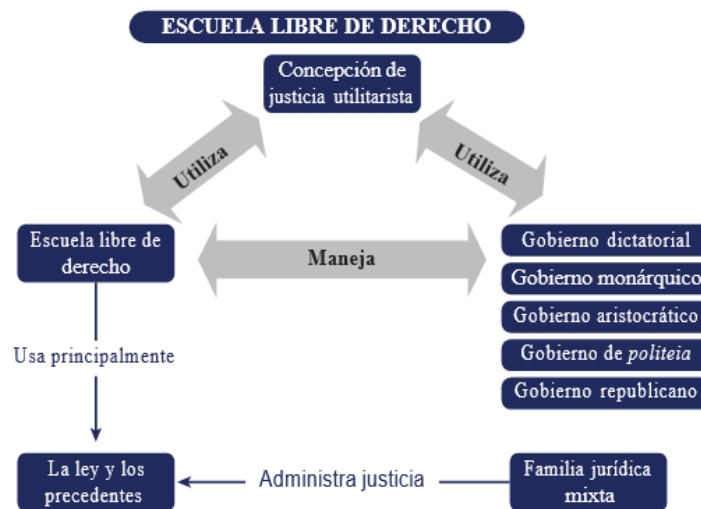 ESCUELA LIBRE DE DERECHO
Concepción de
justicia utilitarista
Utiliza
Utiliza
Escuela libre de
derecho
Maneja
Gobierno dictatorial
Gobierno monárquico
Gobierno aristocrático
Gobierno de politeia
Gobierno republicano
Usa principalmente
La ley y los
precedentes
Administra justicia
Familia jurídica
mixta